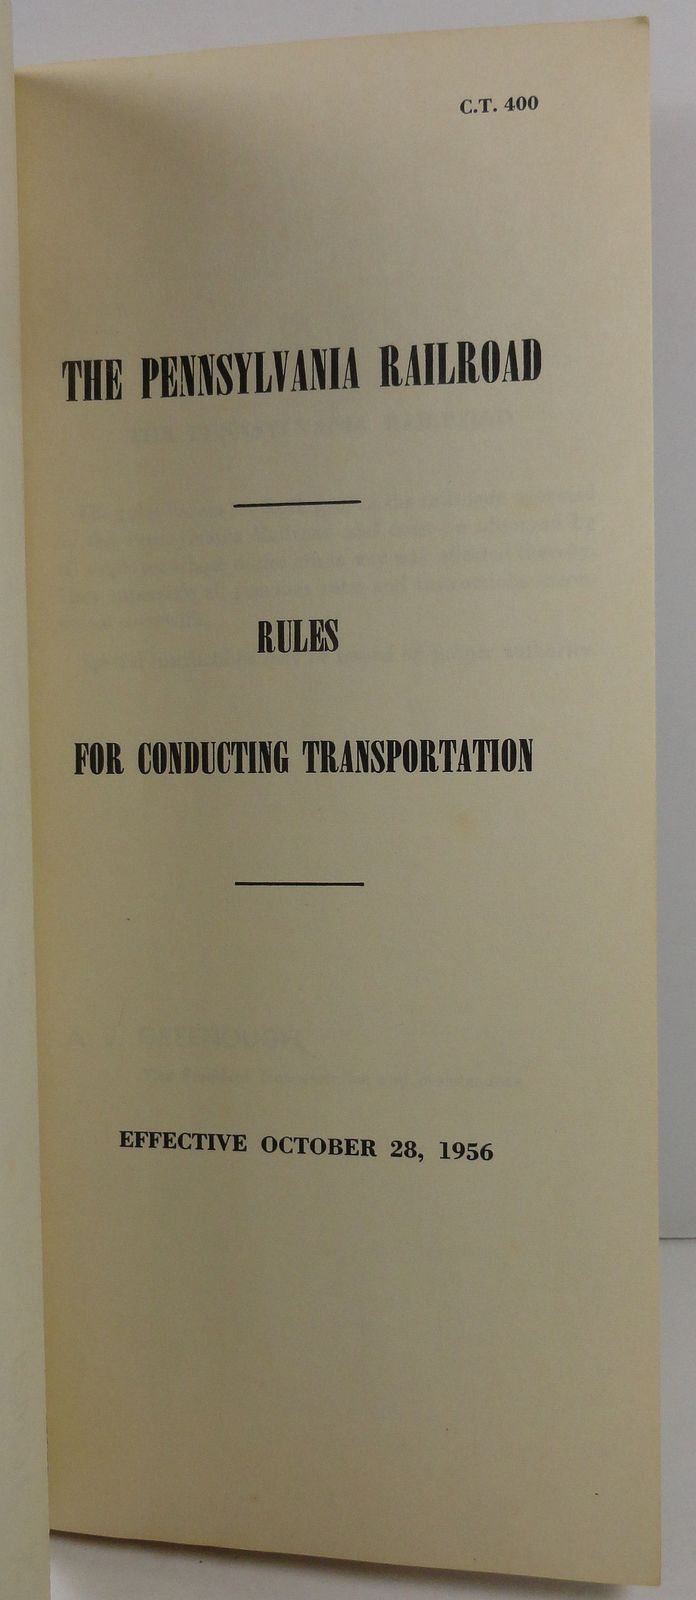 C.T. 400
THE PENNSYLVANIA RAILROAD
RULES
FOR CONDUCTING TRANSPORTATION
EFFECTIVE OCTOBER 28, 1956